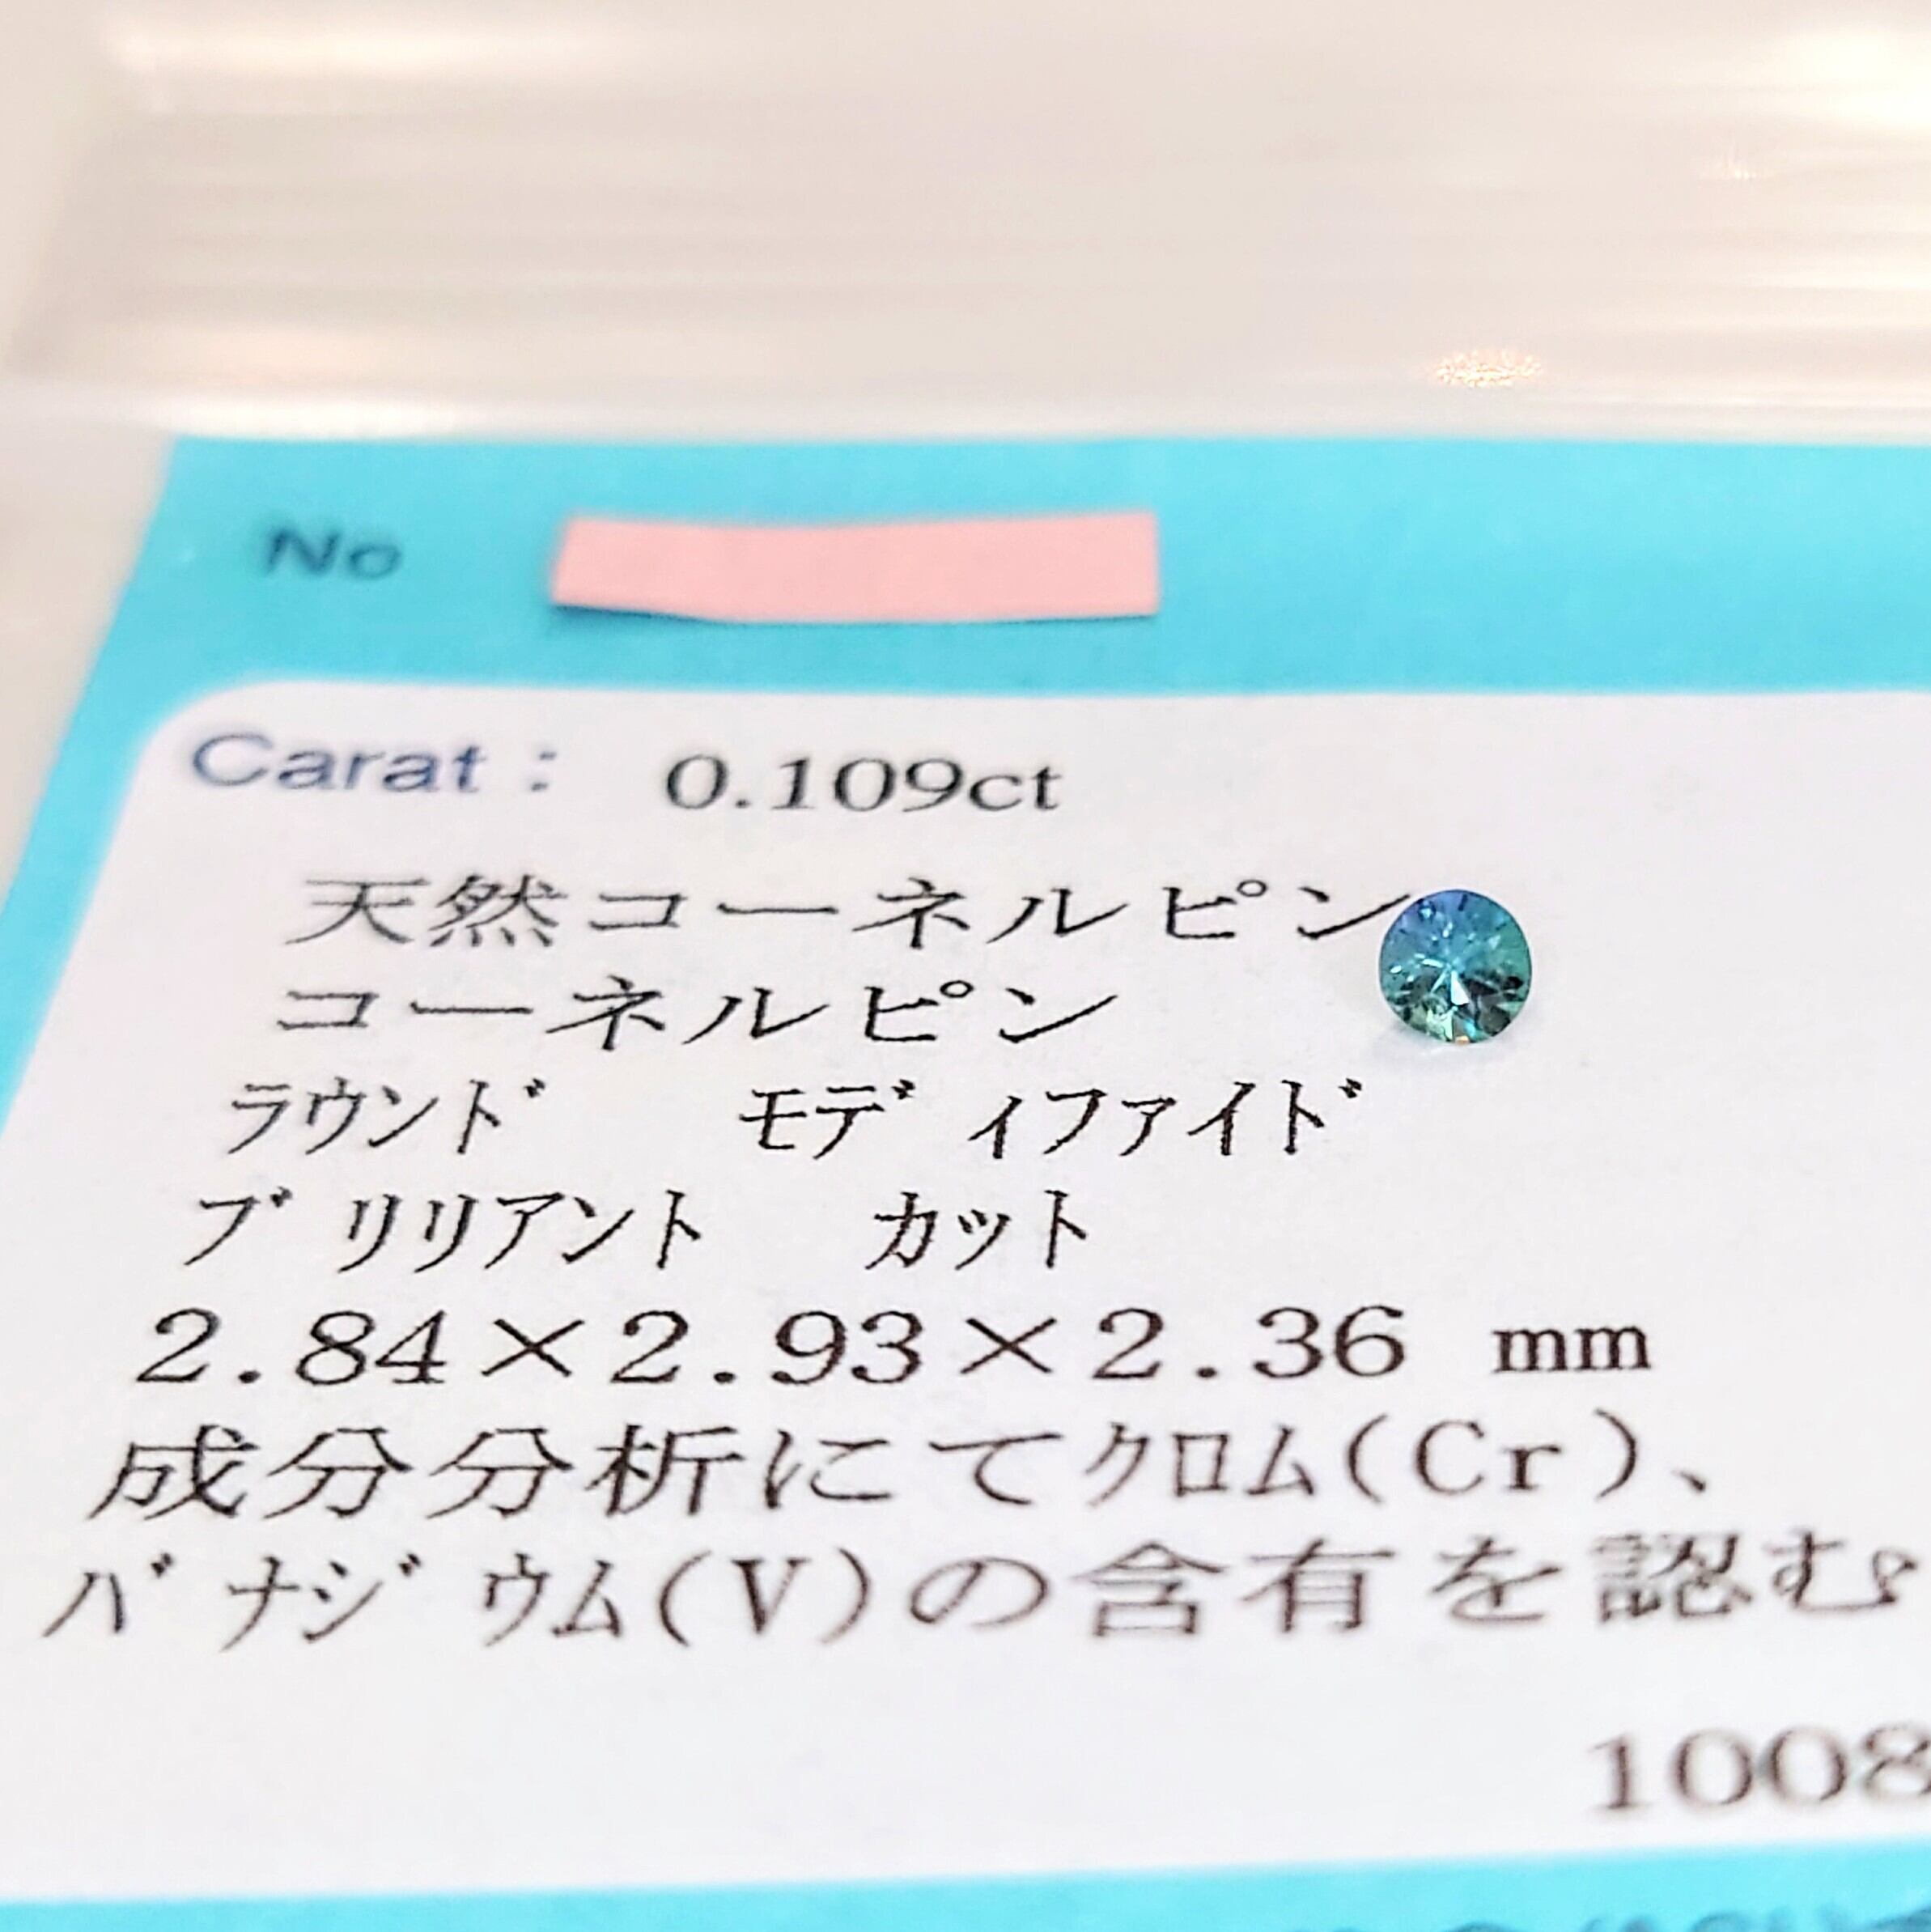 No
Carat : 0.109ct
天然コーネルピン
コーネルピン
ﾗｳﾝﾄﾞ ﾓﾃﾞｨﾌｧｲﾄﾞ
ﾌﾞﾘﾘｱﾝﾄ ｶｯﾄ
2.84×2.93×2.36 mm
成分分析にてｸﾛﾑ(Cr)、
ﾊﾞﾅｼﾞｳﾑ(V)の含有を認む
1008